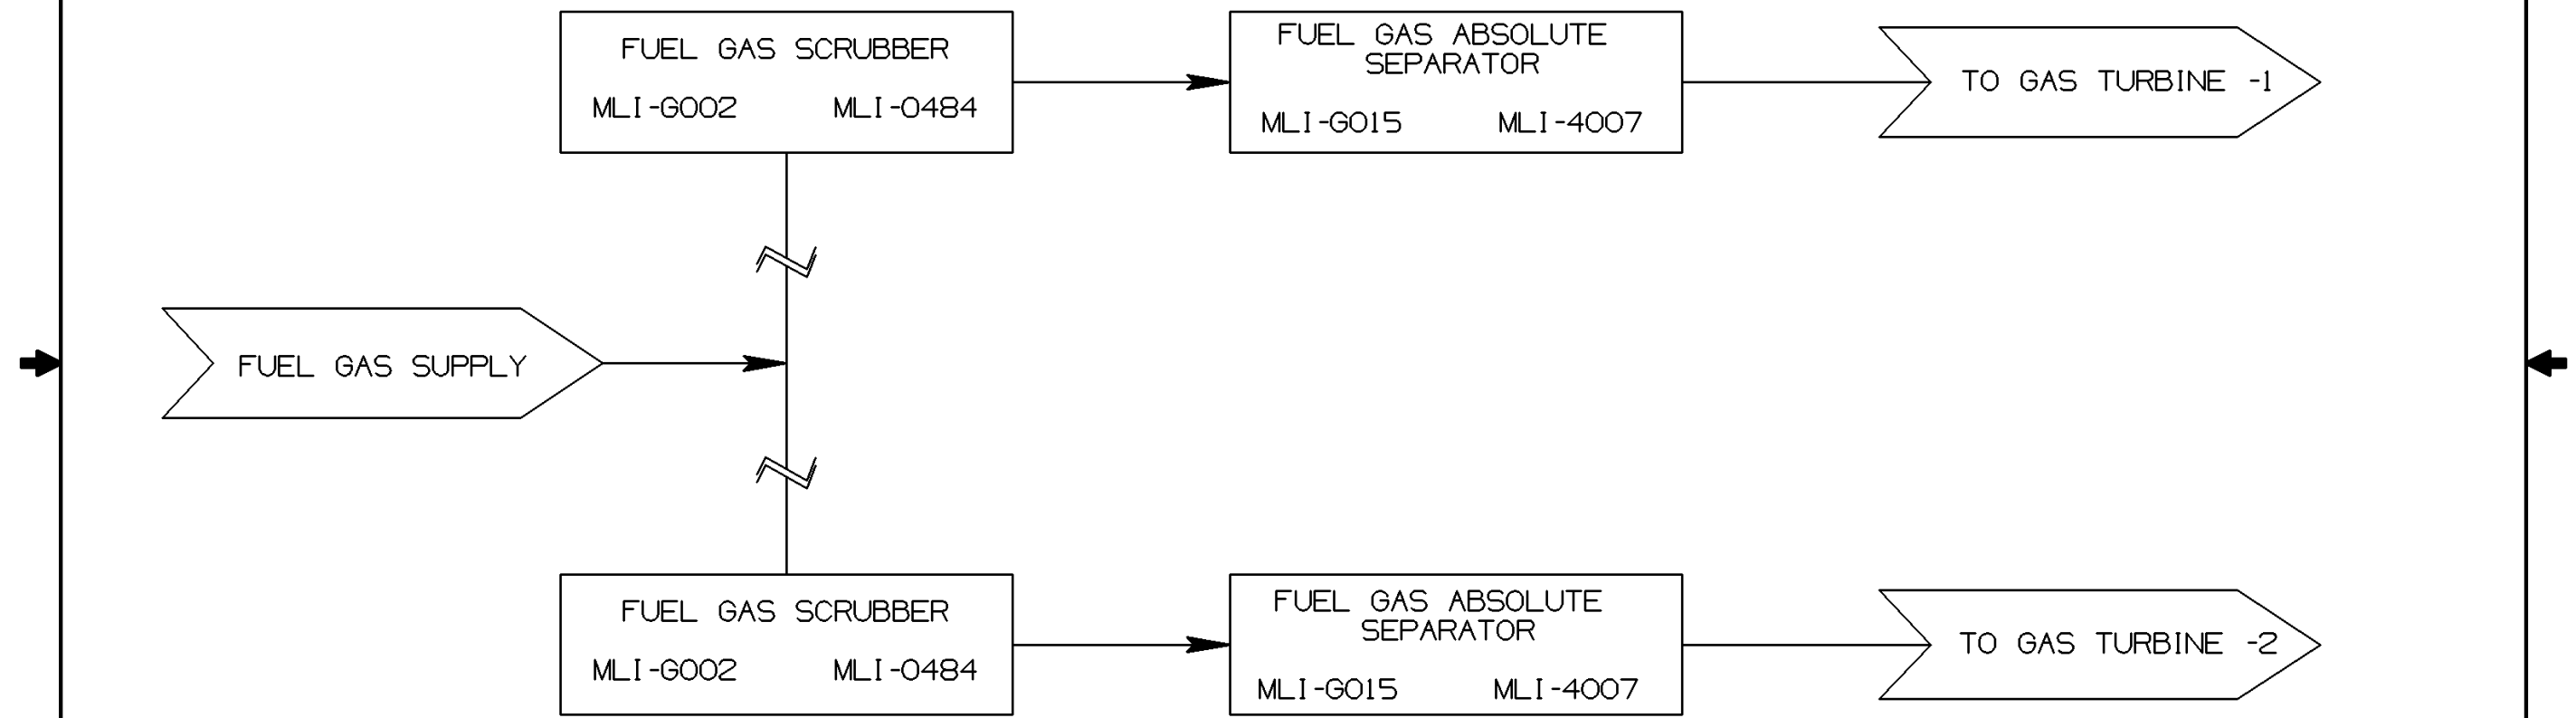 FUEL GAS SCRUBBER
MLI-G002 MLI-0484
FUEL GAS ABSOLUTE
SEPARATOR
MLI-G015 MLI-4007
TO GAS TURBINE -1
FUEL GAS SUPPLY
FUEL GAS SCRUBBER
MLI-G002 MLI-0484
FUEL GAS ABSOLUTE
SEPARATOR
MLI-G015 MLI-4007
TO GAS TURBINE -2